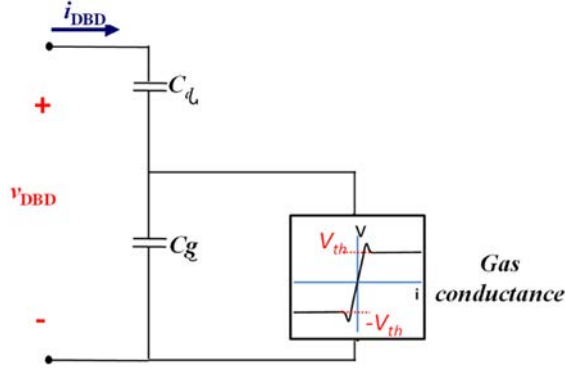 iDBD
Cd
+
vDBD
Cg
-
V
Vth
i
-Vth
Gas
conductance